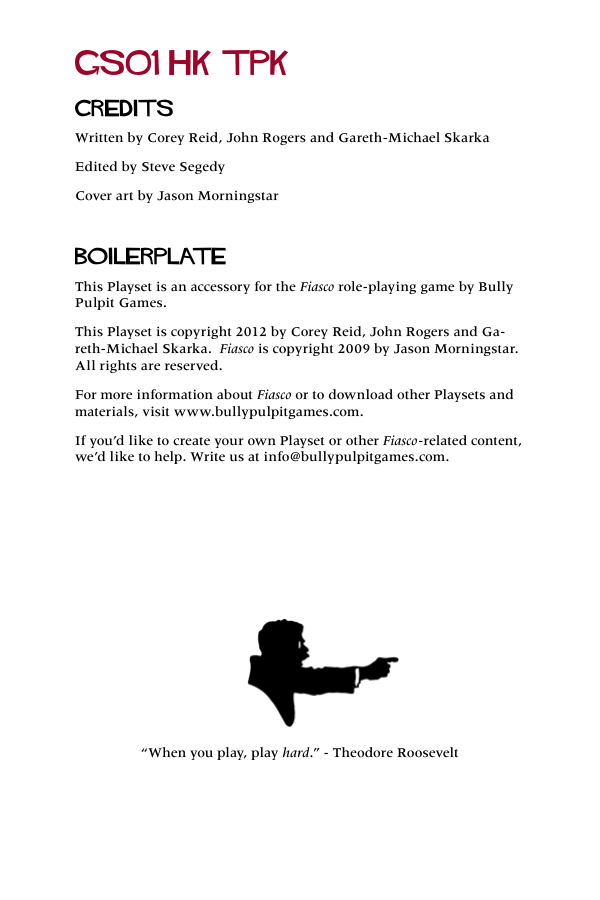 GS01 HK TPK
CREDITS
Written by Corey Reid, John Rogers and Gareth-Michael Skarka
Edited by Steve Segedy
Cover art by Jason Morningstar
BOILERPLATE
This Playset is an accessory for the Fiasco role-playing game by Bully
Pulpit Games.
This Playset is copyright 2012 by Corey Reid, John Rogers and Ga-
reth-Michael Skarka.  Fiasco is copyright 2009 by Jason Morningstar.
All rights are reserved.
For more information about Fiasco or to download other Playsets and
materials, visit www.bullypulpitgames.com.
If you’d like to create your own Playset or other Fiasco-related content,
we’d like to help. Write us at info@bullypulpitgames.com.
“When you play, play hard.” - Theodore Roosevelt